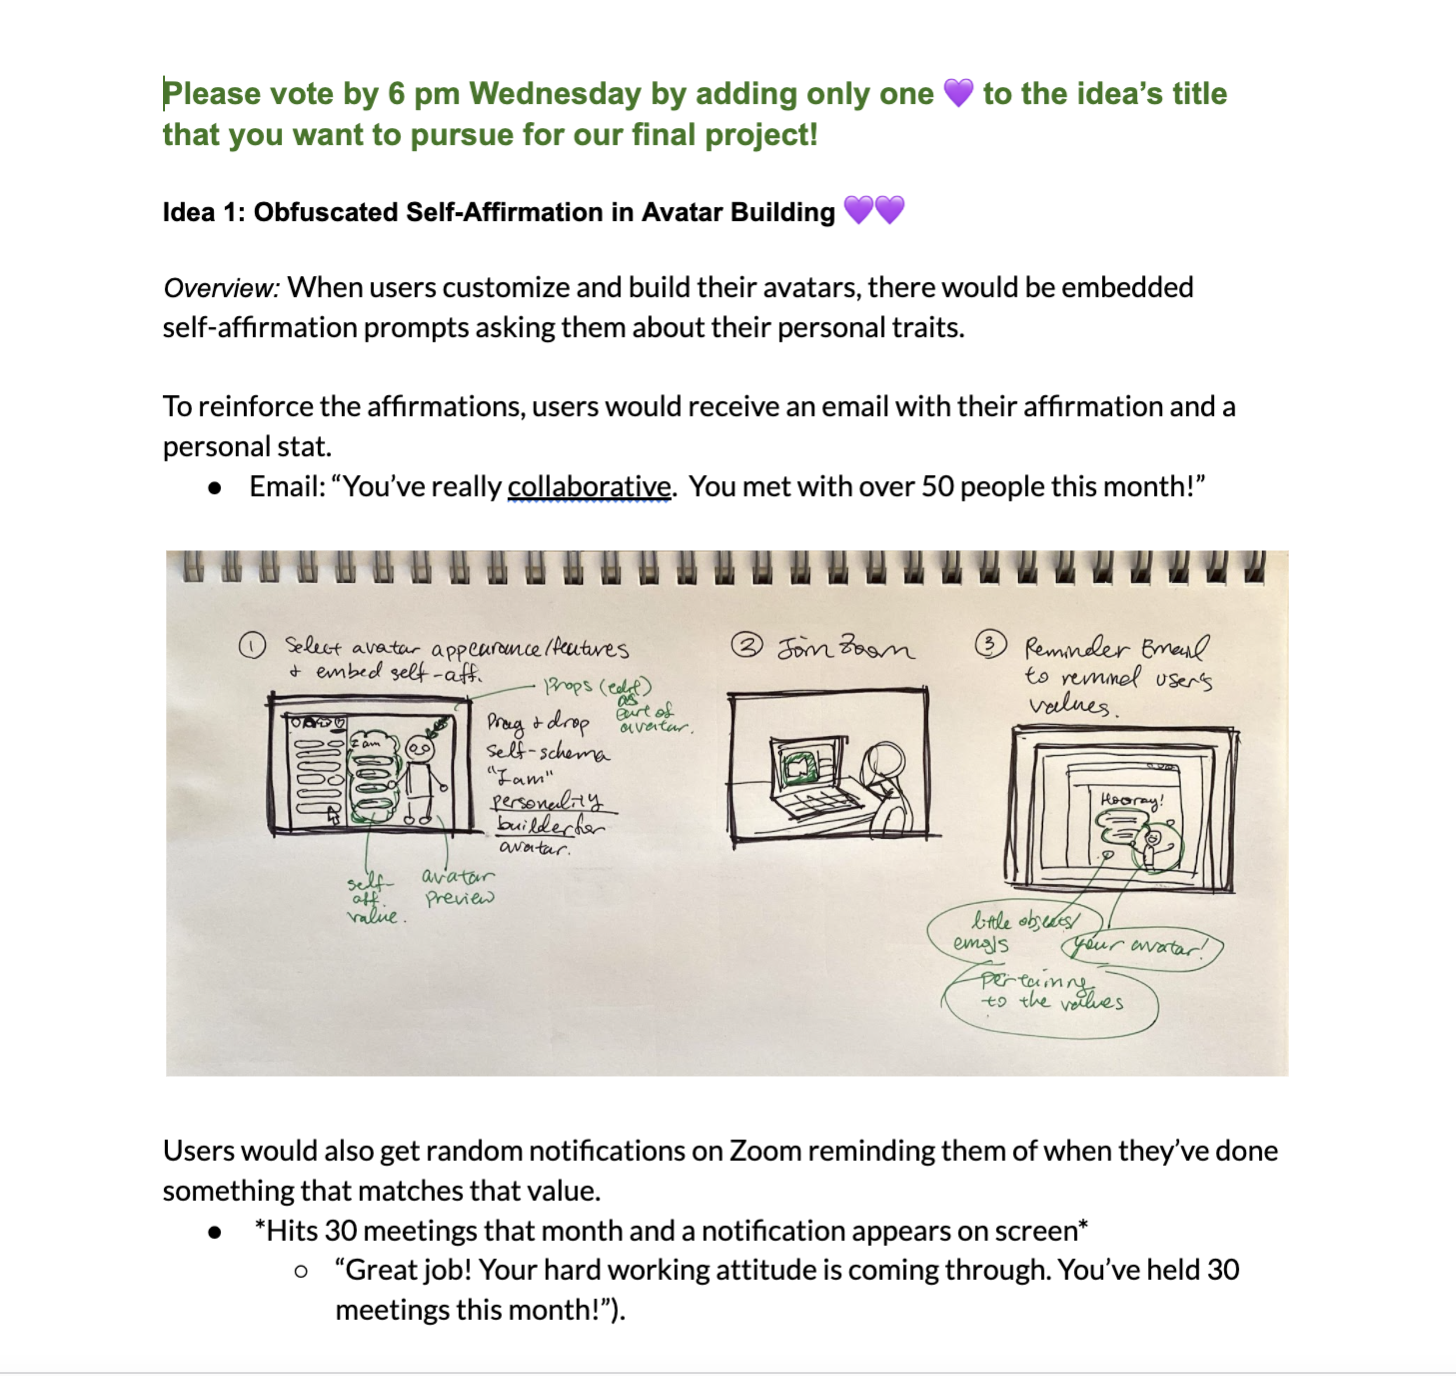 Please vote by 6 pm Wednesday by adding only one 💜 to the idea’s title
that you want to pursue for our final project!
Idea 1: Obfuscated Self-Affirmation in Avatar Building 💜💜
Overview: When users customize and build their avatars, there would be embedded
self-affirmation prompts asking them about their personal traits.
To reinforce the affirmations, users would receive an email with their affirmation and a
personal stat.
● Email: “You’ve really collaborative. You met with over 50 people this month!”
① Select avatar appearance/features
+ embed self-aff.
Props (edit)
as
part of
avatar.
Drag + drop
self-schema
"I am"
personality
builder for
avatar.
I am
self-
aff.
value.
avatar
preview
② Join Zoom
③ Reminder Email
to remind user's
values.
Hooray!
little objects/
emojs
your avatar!
pertaining
to the values
Users would also get random notifications on Zoom reminding them of when they’ve done
something that matches that value.
● *Hits 30 meetings that month and a notification appears on screen*
○ “Great job! Your hard working attitude is coming through. You’ve held 30
meetings this month!”).